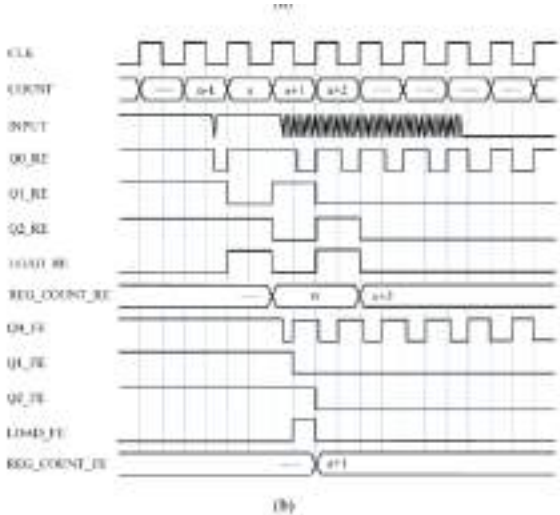 (a)
CLK
COUNT n-1 n n+1 n+2
INPUT
Q0_RE
Q1_RE
Q2_RE
LOAD_RE
REG_COUNT_RE n n+2
Q0_FE
Q1_FE
Q2_FE
LOAD_FE
REG_COUNT_FE n+1
(b)